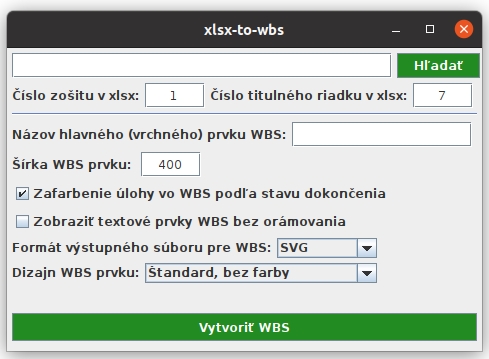 xlsx-to-wbs
Hľadať
Číslo zošitu v xlsx: 1 Číslo titulného riadku v xlsx: 7
Názov hlavného (vrchného) prvku WBS:
Šírka WBS prvku: 400
Zafarbenie úlohy vo WBS podľa stavu dokončenia
Zobraziť textové prvky WBS bez orámovania
Formát výstupného súboru pre WBS: SVG
Dizajn WBS prvku: Štandard, bez farby
Vytvoriť WBS